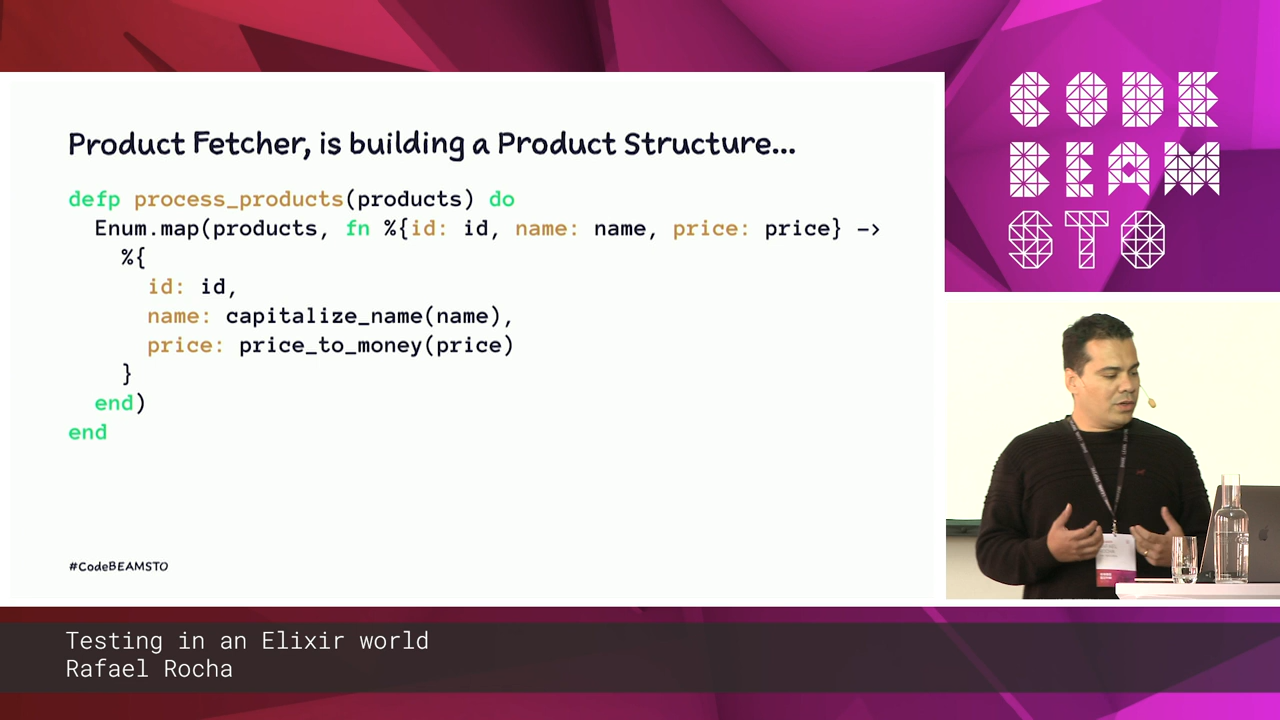 Product Fetcher, is building a Product Structure...
defp process_products(products) do
  Enum.map(products, fn %{id: id, name: name, price: price} ->
    %{
      id: id,
      name: capitalize_name(name),
      price: price_to_money(price)
    }
  end)
end
#CodeBEAMSTO
CODE
BEAM
STO
Testing in an Elixir world
Rafael Rocha